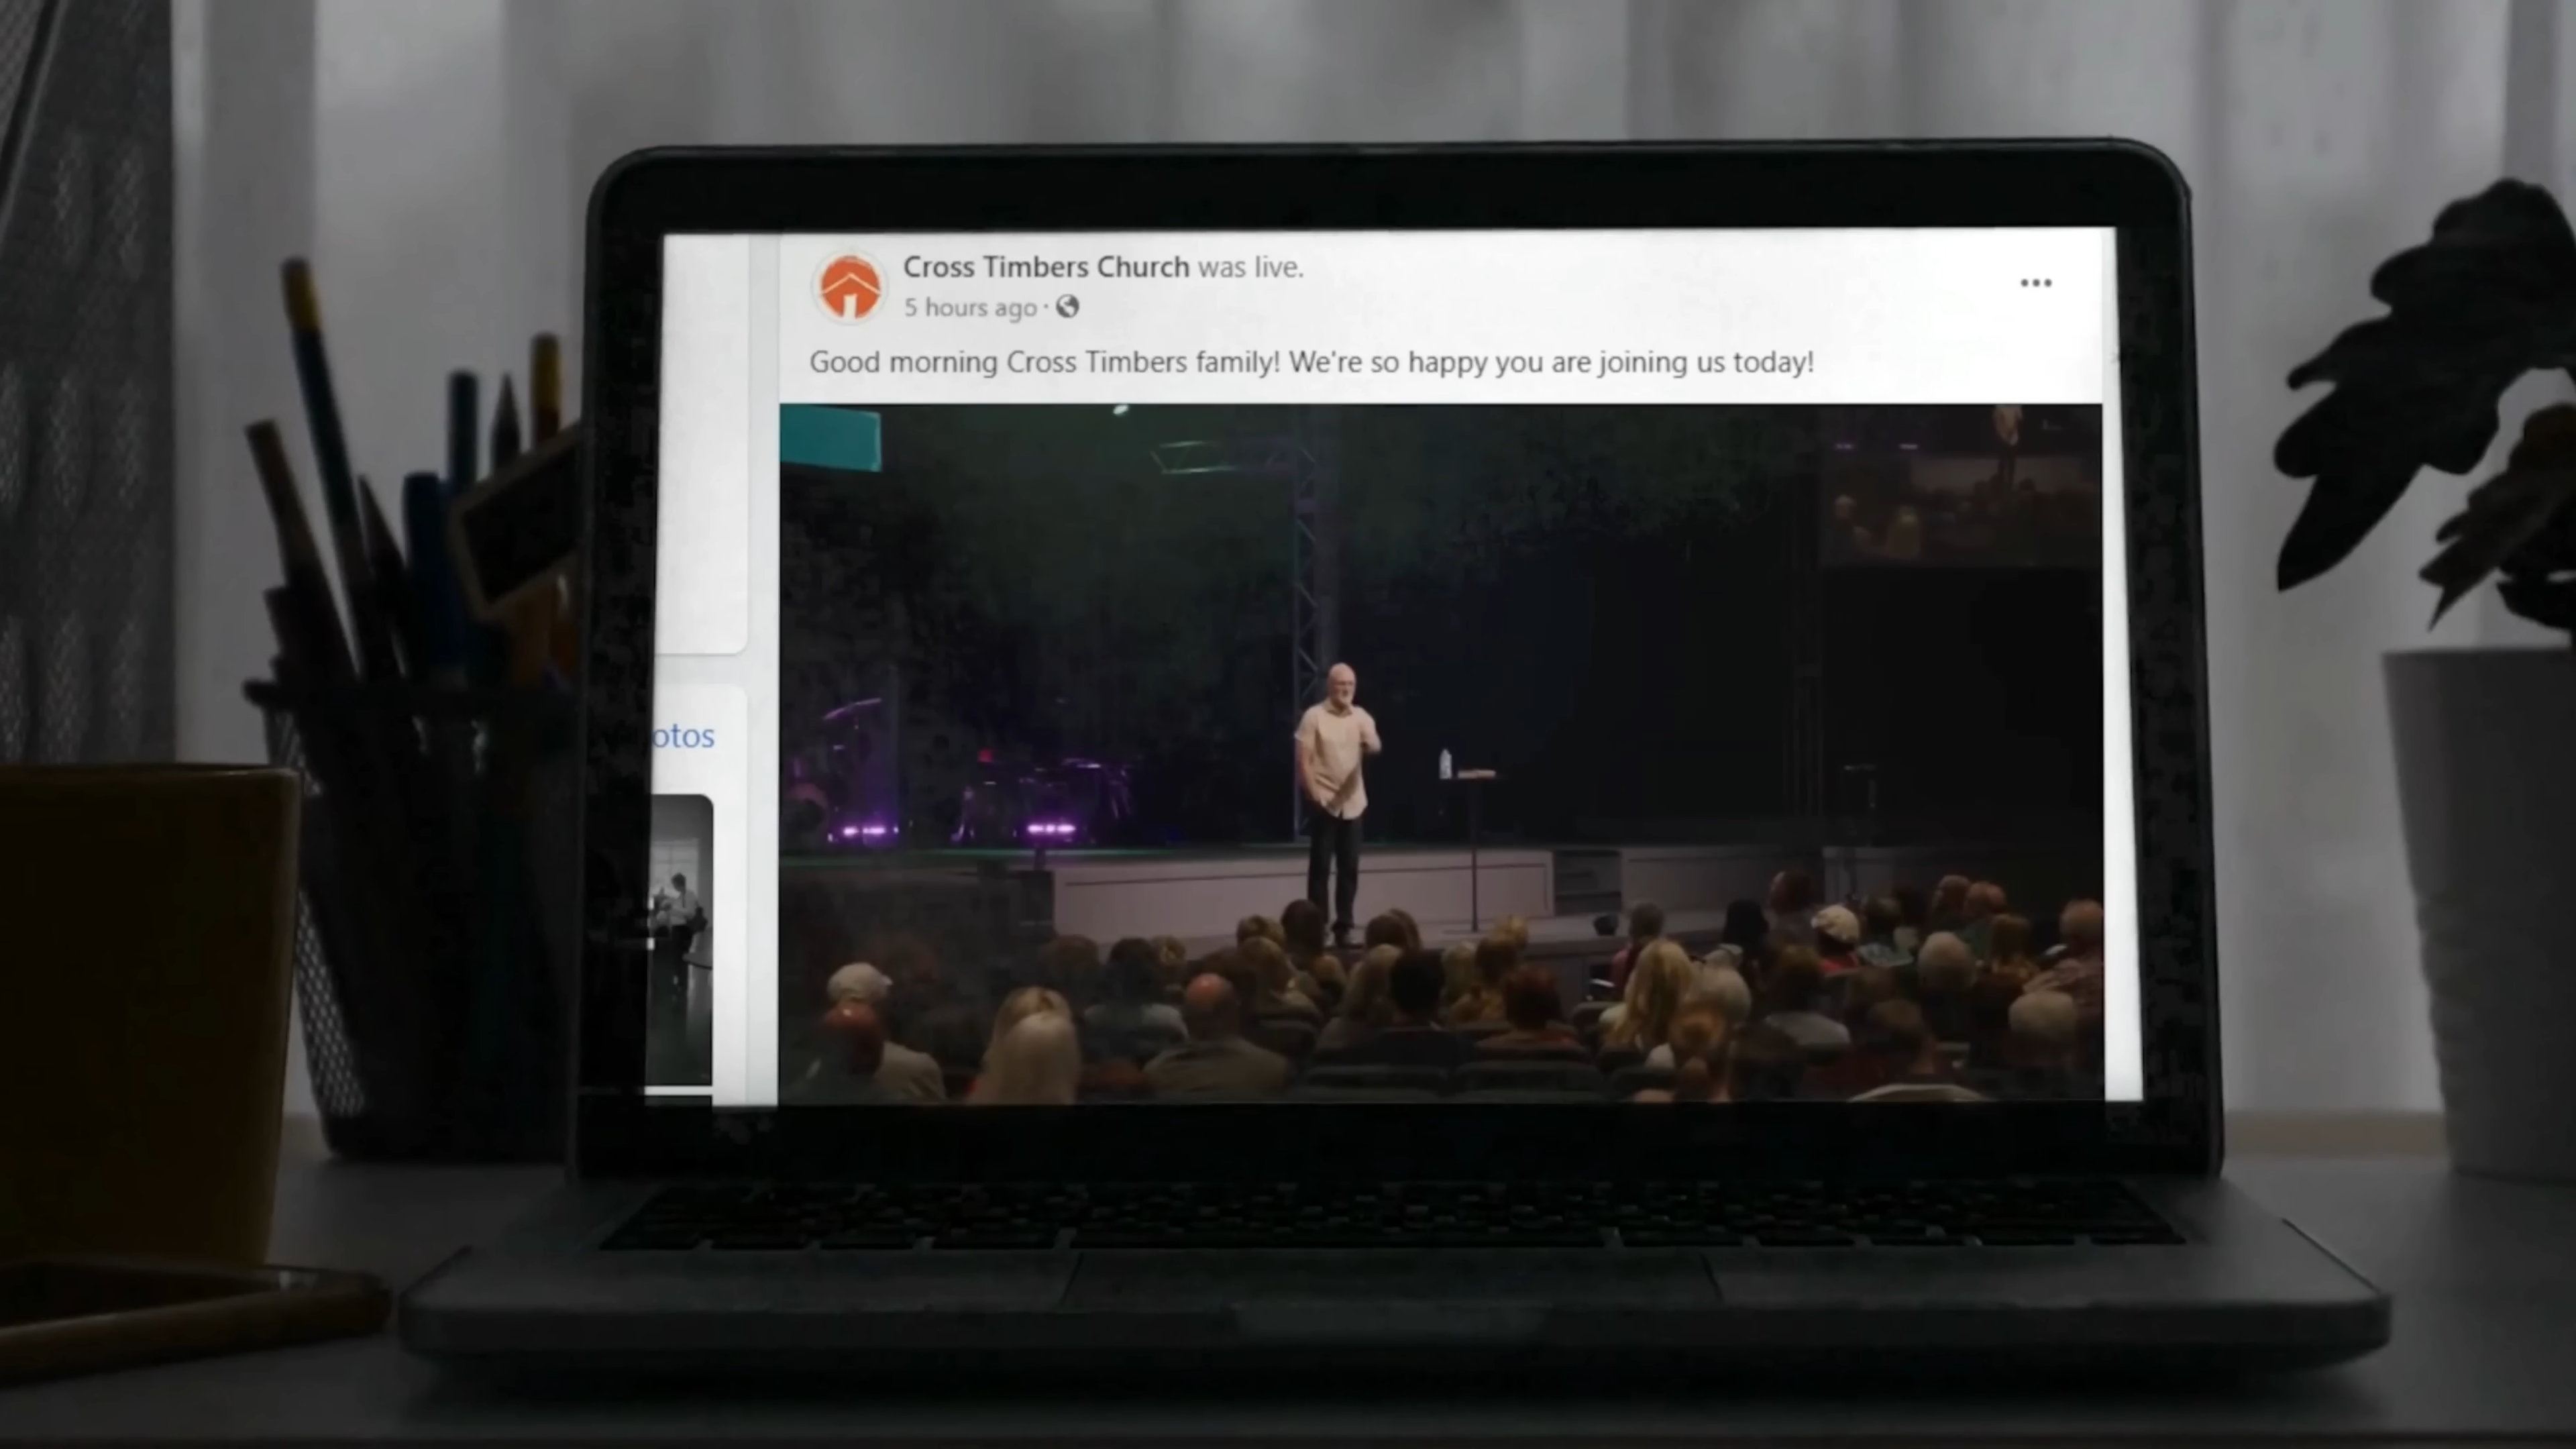 Cross Timbers Church was live.
5 hours ago ·
Good morning Cross Timbers family! We're so happy you are joining us today!
otos